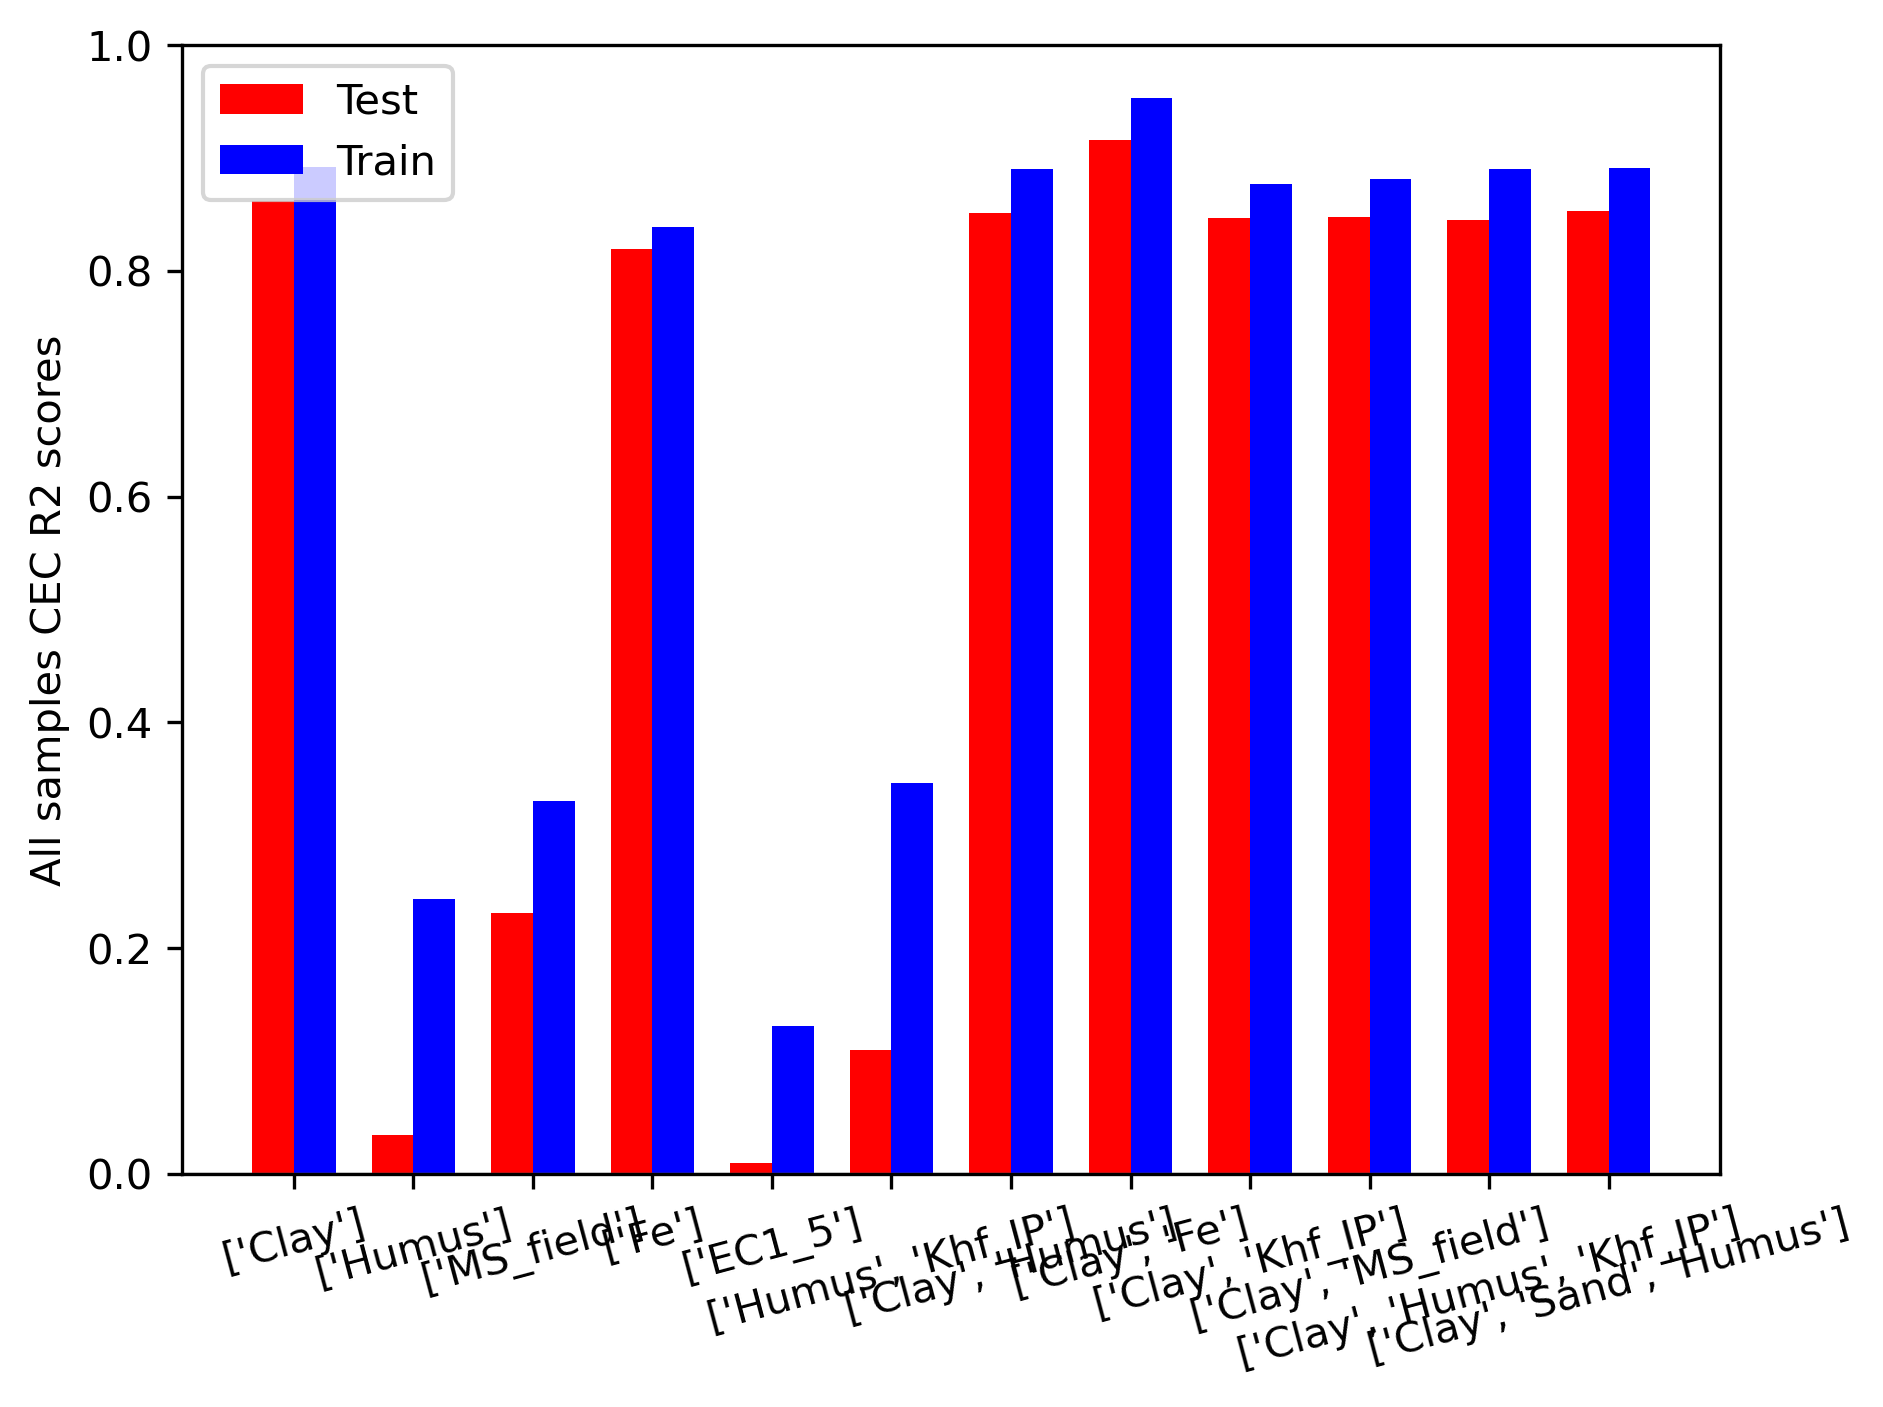 1.0
0.8
0.6
0.4
0.2
0.0
All samples CEC R2 scores
Test
Train
['Clay']
['Humus']
['MS_field']
['Fe']
['EC1_5']
['Humus', 'Khf_IP']
['Clay', 'Humus']
['Clay', 'Fe']
['Clay', 'Khf_IP']
['Clay', 'MS_field']
['Clay', 'Humus', 'Khf_IP']
['Clay', 'Sand', 'Humus']